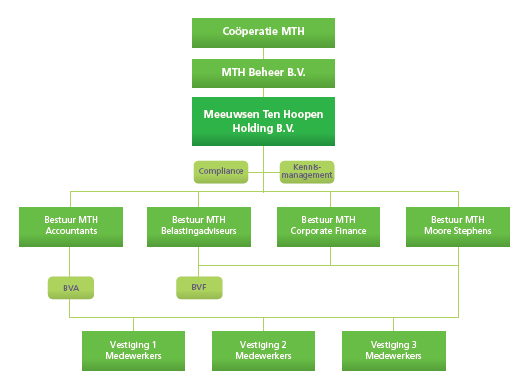 Coöperatie MTH
MTH Beheer B.V.
Meeuwsen Ten Hoopen
Holding B.V.
Compliance
Kennis-
management
Bestuur MTH
Accountants
Bestuur MTH
Belastingadviseurs
Bestuur MTH
Corporate Finance
Bestuur MTH
Moore Stephens
BVA
BVF
Vestiging 1
Medewerkers
Vestiging 2
Medewerkers
Vestiging 3
Medewerkers